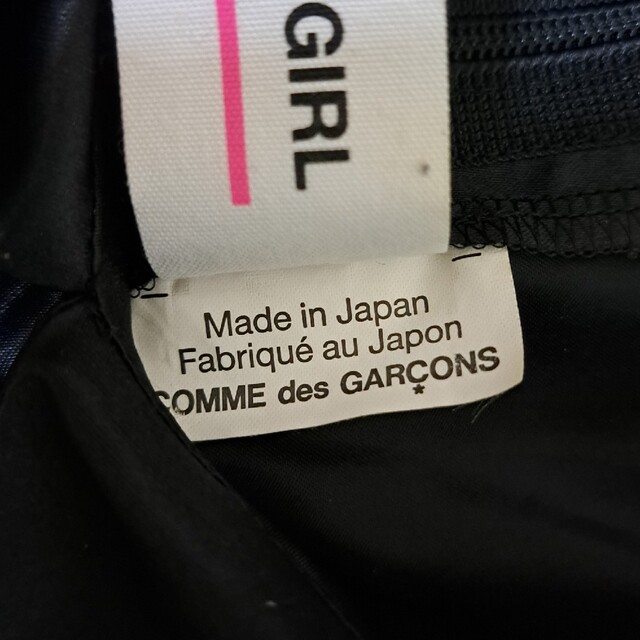 GIRL
Made in Japan
Fabriqué au Japon
COMME des GARÇONS
*